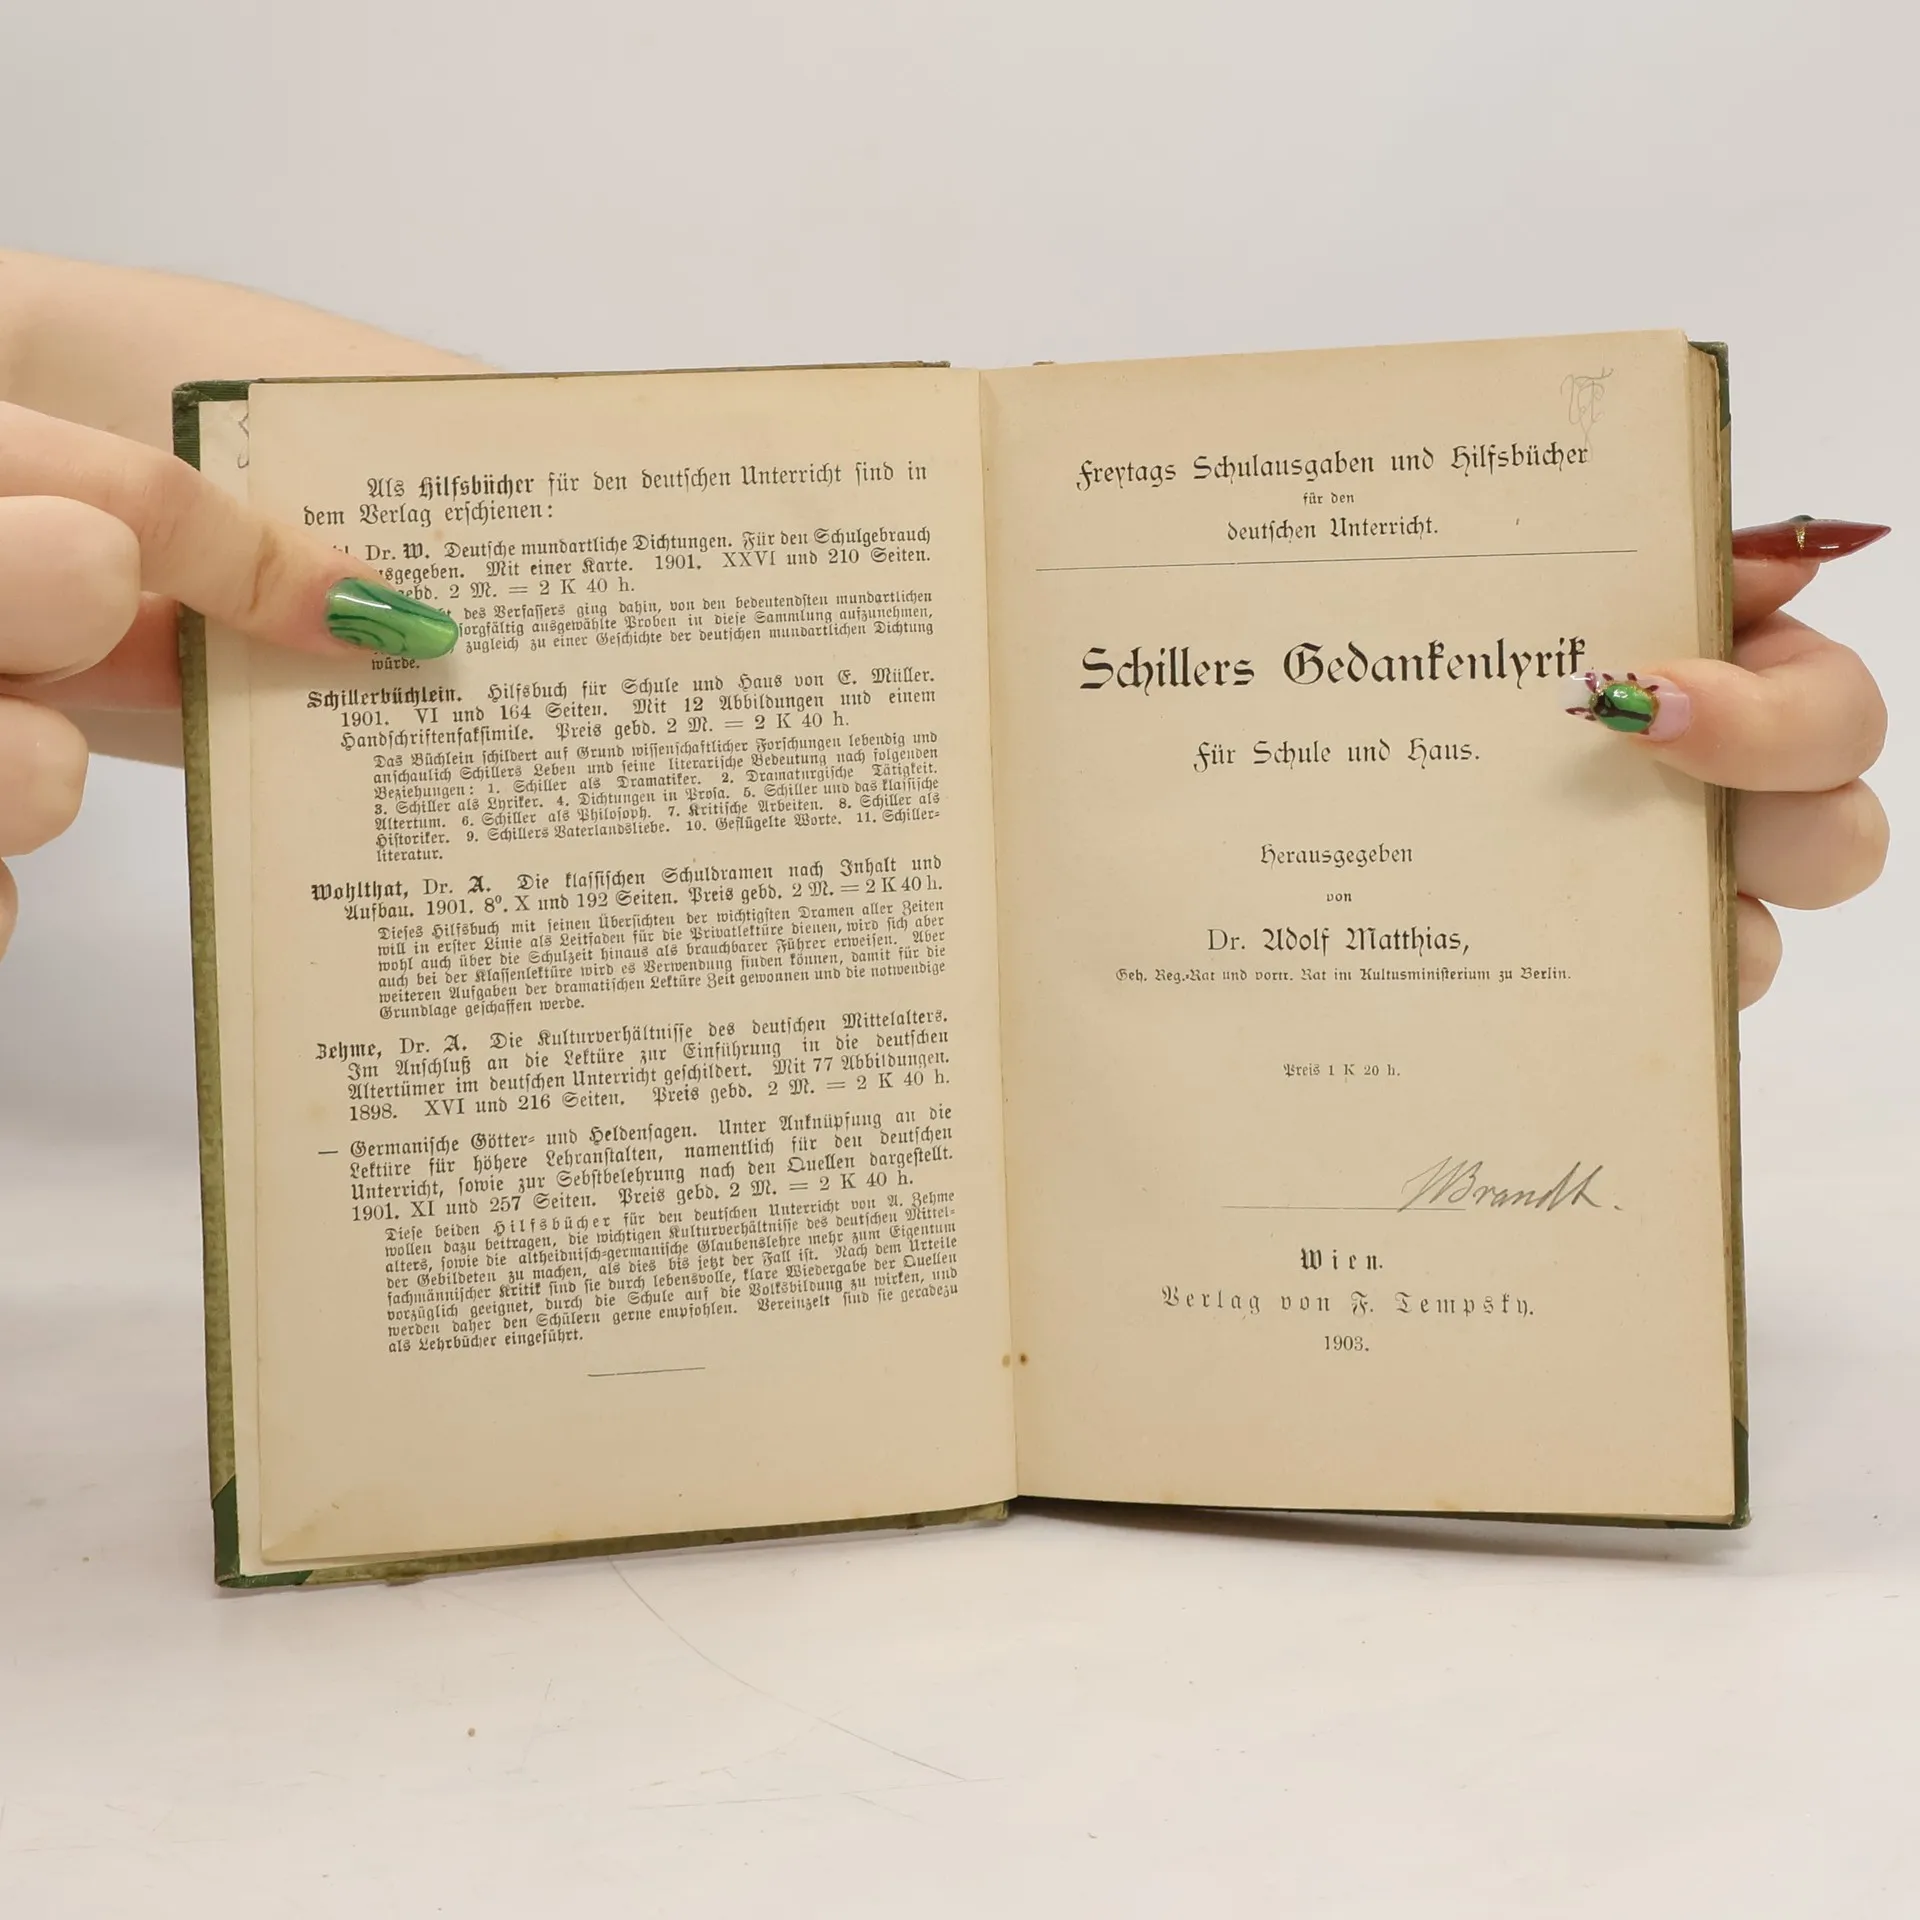 Als Hilfsbücher für den deutschen Unterricht sind in
dem Verlag erschienen:
Dr. W. Deutsche mundartliche Dichtungen. Für den Schulgebrauch
Mit einer Karte. 1901. XXVI und 210 Seiten.
gebd. 2 M. = 2 K 40 h.
des Verfassers ging dahin, von den bedeutendsten mundartlichen
sorgfältig ausgewählte Proben in diese Sammlung aufzunehmen,
zugleich zu einer Geschichte der deutschen mundartlichen Dichtung
würde.
Schillerbüchlein. Hilfsbuch für Schule und Haus von E. Müller.
1901. VI und 164 Seiten. Mit 12 Abbildungen und einem
Handschriftenfaksimile. Preis gebd. 2 M. = 2 K 40 h.
Das Büchlein schildert auf Grund wissenschaftlicher Forschungen lebendig und
anschaulich Schillers Leben und seine literarische Bedeutung nach folgenden
Beziehungen: 1. Schiller als Dramatiker. 2. Dramaturgische Tätigkeit.
3. Schiller als Lyriker. 4. Dichtungen in Prosa. 5. Schiller und das klassische
Altertum. 6. Schiller als Philosoph. 7. Kritische Arbeiten. 8. Schiller als
Historiker. 9. Schillers Vaterlandsliebe. 10. Geflügelte Worte. 11. Schiller-
literatur.
Wohlthat, Dr. A. Die klassischen Schuldramen nach Inhalt und
Aufbau. 1901. 8⁰. X und 192 Seiten. Preis gebd. 2 M. = 2 K 40 h.
Dieses Hilfsbuch mit seinen Übersichten der wichtigsten Dramen aller Zeiten
will in erster Linie als Leitfaden für die Privatlektüre dienen, wird sich aber
wohl auch über die Schulzeit hinaus als brauchbarer Führer erweisen. Aber
auch bei der Klassenlektüre wird es Verwendung finden können, damit für die
weiteren Aufgaben der dramatischen Lektüre Zeit gewonnen und die notwendige
Grundlage geschaffen werde.
Zehme, Dr. A. Die Kulturverhältnisse des deutschen Mittelalters.
Im Anschluß an die Lektüre zur Einführung in die deutschen
Altertümer im deutschen Unterricht geschildert. Mit 77 Abbildungen.
1898. XVI und 216 Seiten. Preis gebd. 2 M. = 2 K 40 h.
— Germanische Götter- und Heldensagen. Unter Anknüpfung an die
Lektüre für höhere Lehranstalten, namentlich für den deutschen
Unterricht, sowie zur Sebstbelehrung nach den Quellen dargestellt.
1901. XI und 257 Seiten. Preis gebd. 2 M. = 2 K 40 h.
Diese beiden Hilfsbücher für den deutschen Unterricht von A. Zehme
wollen dazu beitragen, die wichtigen Kulturverhältnisse des deutschen Mittel-
alters, sowie die altheidnisch-germanische Glaubenslehre mehr zum Eigentum
der Gebildeten zu machen, als dies bis jetzt der Fall ist. Nach dem Urteile
fachmännischer Kritik sind sie durch lebensvolle, klare Wiedergabe der Quellen
vorzüglich geeignet, durch die Schule auf die Volksbildung zu wirken, und
werden daher den Schülern gerne empfohlen. Vereinzelt sind sie geradezu
als Lehrbücher eingeführt.
Freytags Schulausgaben und Hilfsbücher
für den
deutschen Unterricht.
Schillers Gedankenlyrik
Für Schule und Haus.
Herausgegeben
von
Dr. Adolf Matthias,
Geh. Reg.-Rat und vortr. Rat im Kultusministerium zu Berlin.
Preis 1 K 20 h.
WBrandt.
Wien.
Verlag von F. Tempsky.
1903.